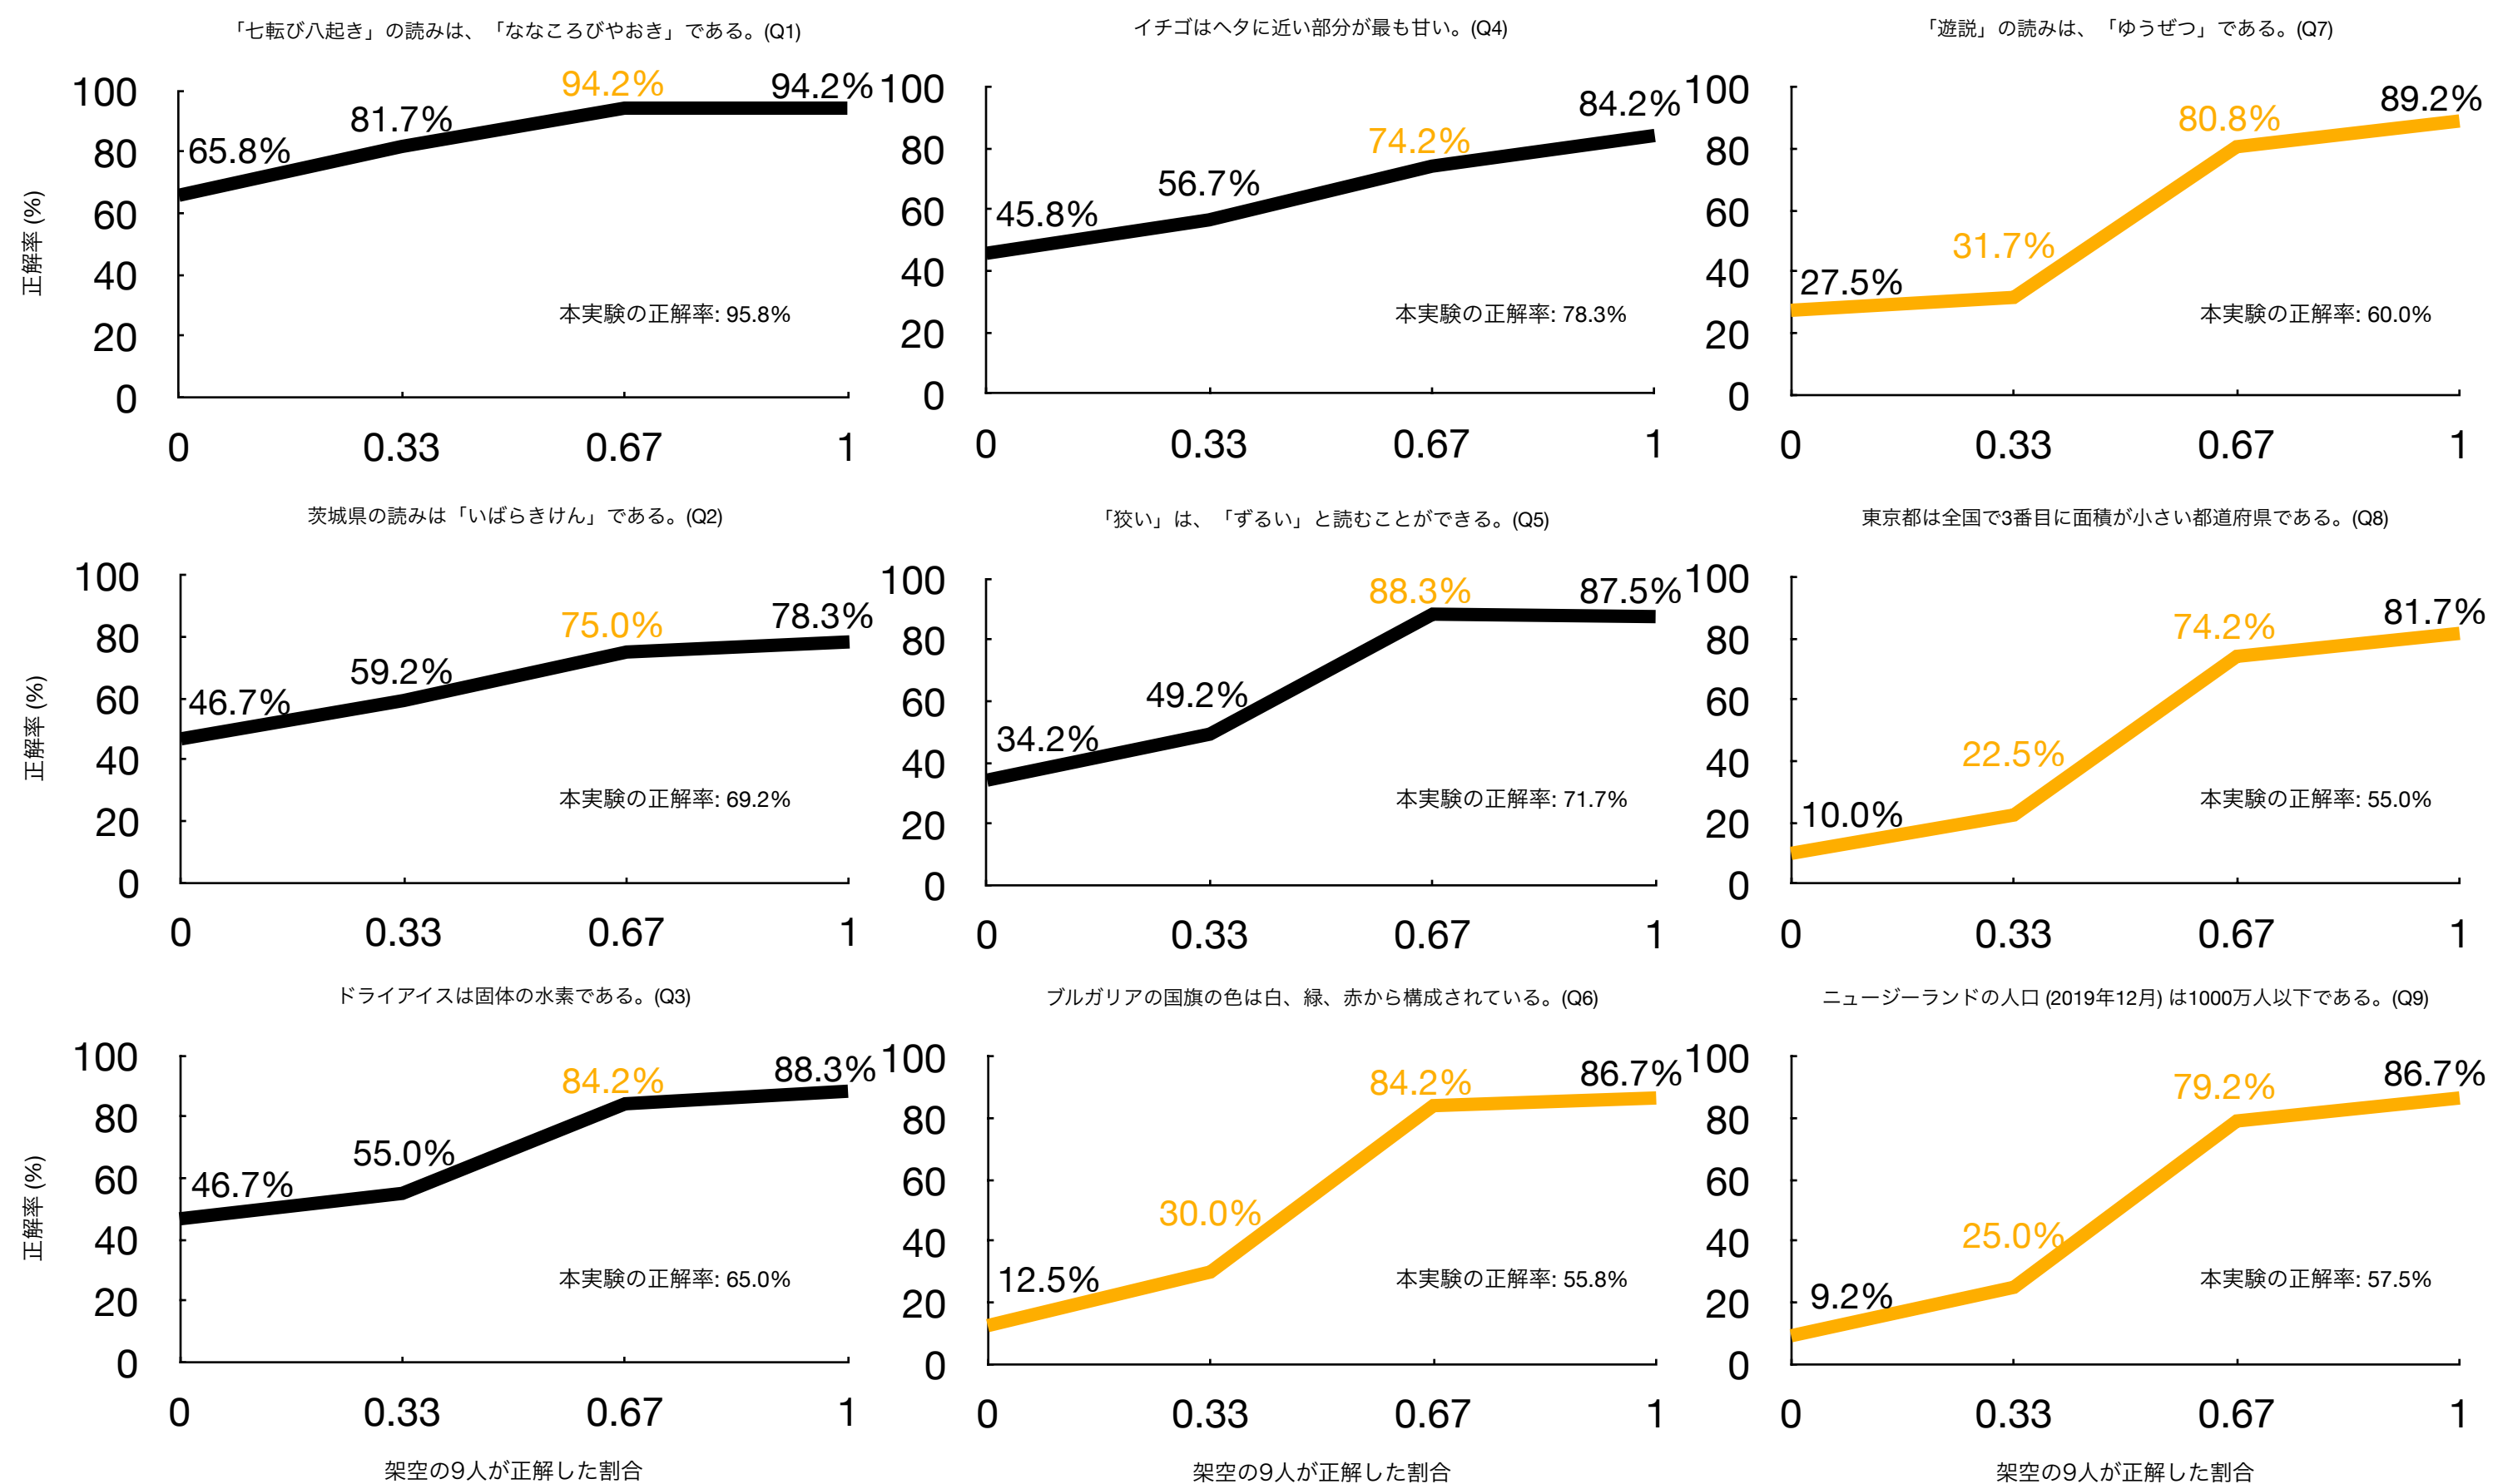 「七転び八起き」の読みは、「ななころびやおき」である。(Q1)
正解率 (%)
100
80
60
40
20
0
65.8%
81.7%
94.2%
94.2%
本実験の正解率: 95.8%
0 0.33 0.67 1
イチゴはヘタに近い部分が最も甘い。(Q4)
100
80
60
40
20
0
45.8%
56.7%
74.2%
84.2%
本実験の正解率: 78.3%
0 0.33 0.67 1
「遊説」の読みは、「ゆうぜつ」である。(Q7)
100
80
60
40
20
0
27.5%
31.7%
80.8%
89.2%
本実験の正解率: 60.0%
0 0.33 0.67 1
茨城県の読みは「いばらきけん」である。(Q2)
正解率 (%)
100
80
60
40
20
0
46.7%
59.2%
75.0%
78.3%
本実験の正解率: 69.2%
0 0.33 0.67 1
「狡い」は、「ずるい」と読むことができる。(Q5)
100
80
60
40
20
0
34.2%
49.2%
88.3%
87.5%
本実験の正解率: 71.7%
0 0.33 0.67 1
東京都は全国で3番目に面積が小さい都道府県である。(Q8)
100
80
60
40
20
0
10.0%
22.5%
74.2%
81.7%
本実験の正解率: 55.0%
0 0.33 0.67 1
ドライアイスは固体の水素である。(Q3)
正解率 (%)
100
80
60
40
20
0
46.7%
55.0%
84.2%
88.3%
本実験の正解率: 65.0%
0 0.33 0.67 1
架空の9人が正解した割合
ブルガリアの国旗の色は白、緑、赤から構成されている。(Q6)
100
80
60
40
20
0
12.5%
30.0%
84.2%
86.7%
本実験の正解率: 55.8%
0 0.33 0.67 1
架空の9人が正解した割合
ニュージーランドの人口 (2019年12月) は1000万人以下である。(Q9)
100
80
60
40
20
0
9.2%
25.0%
79.2%
86.7%
本実験の正解率: 57.5%
0 0.33 0.67 1
架空の9人が正解した割合